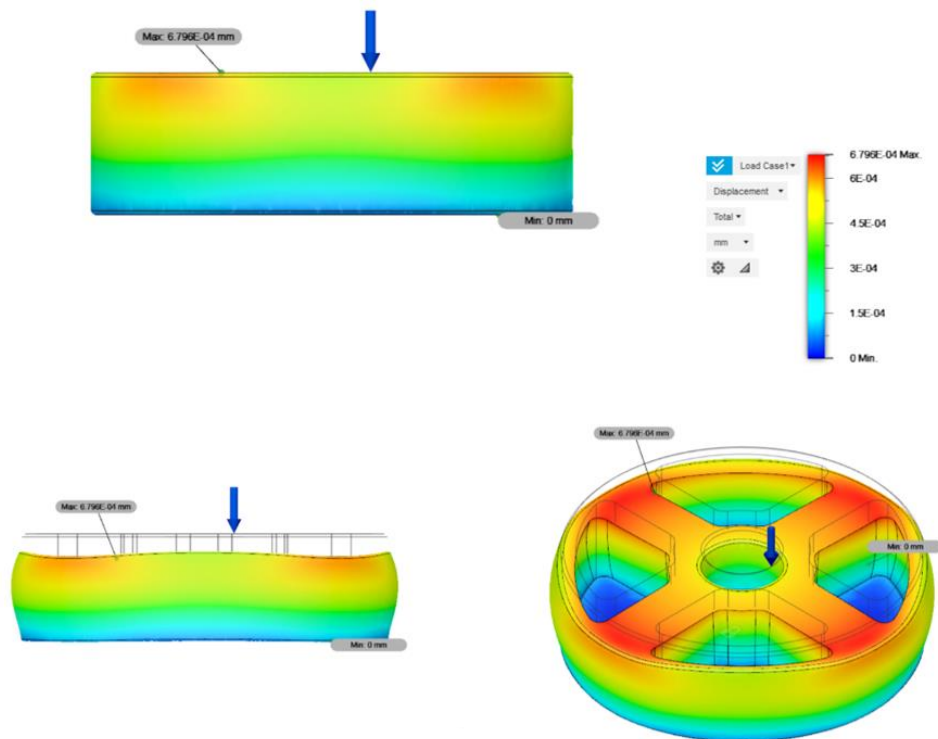 Max: 6.796E-04 mm
Min: 0 mm
Load Case1
Displacement
Total
mm
6.796E-04 Max.
6E-04
4.5E-04
3E-04
1.5E-04
0 Min.
Max: 6.796E-04 mm
Min: 0 mm
Max: 6.796E-04 mm
Min: 0 mm